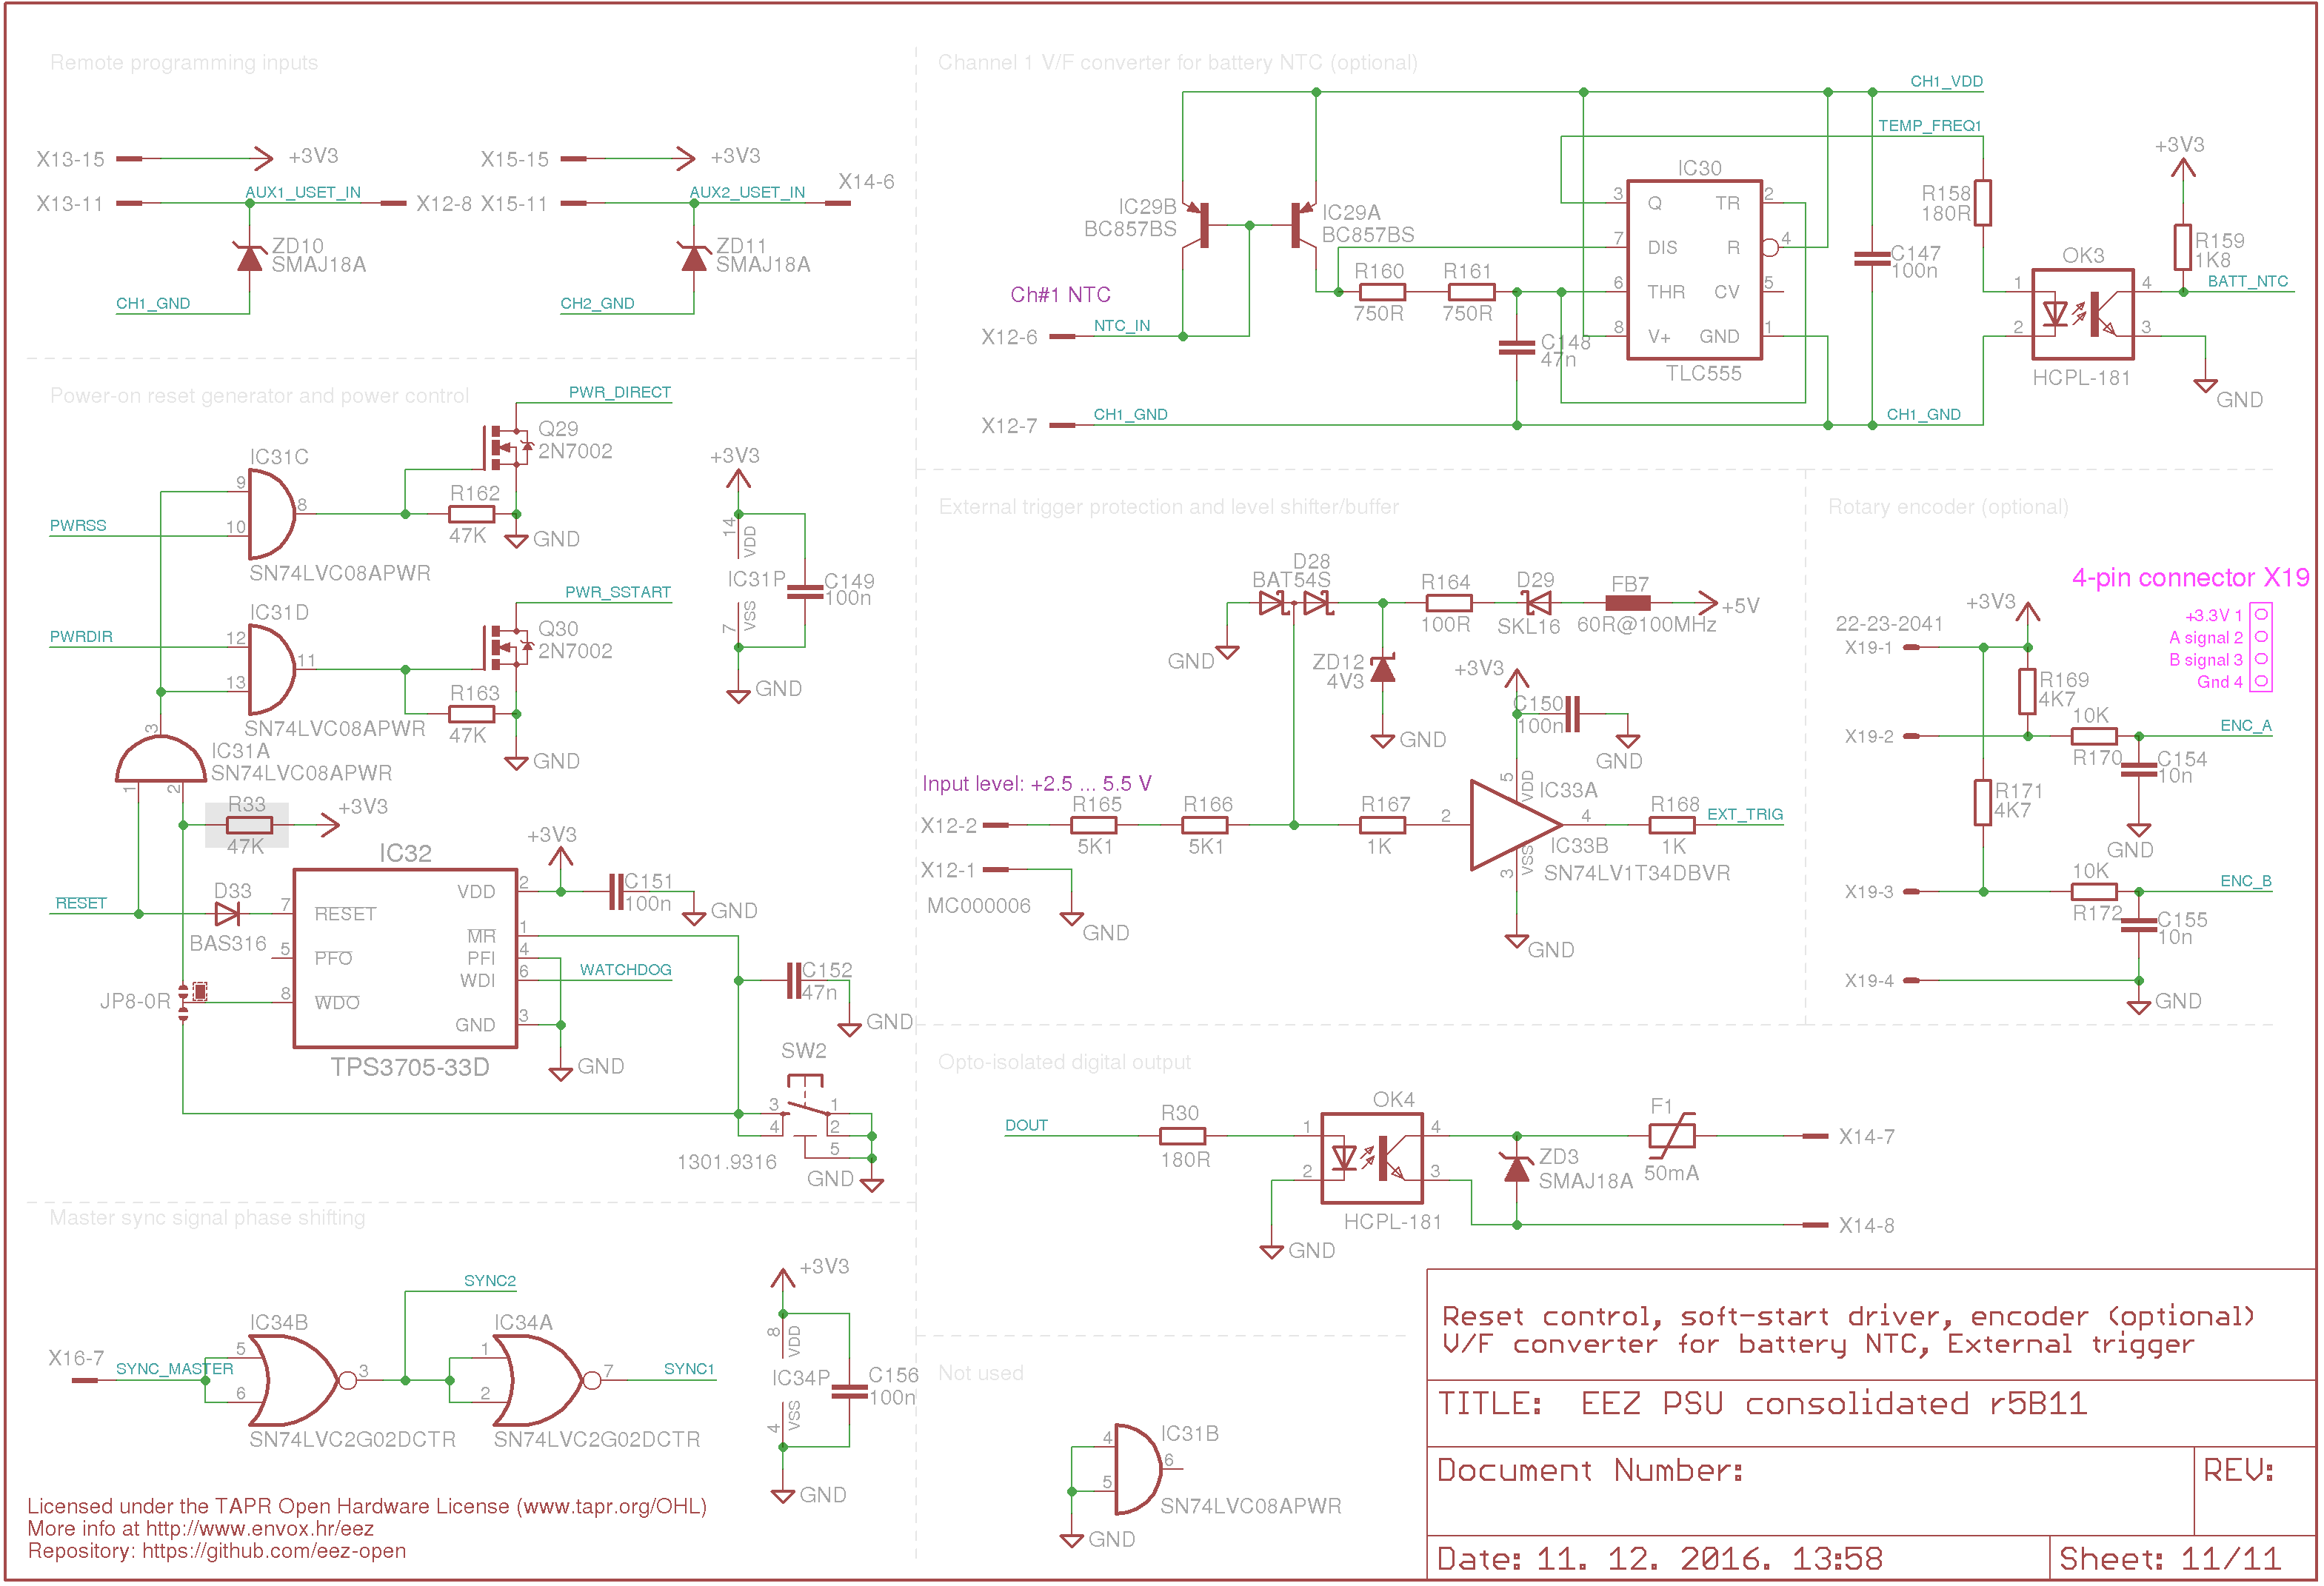 Remote programming inputs
X13-15
+3V3
X15-15
+3V3
X13-11
AUX1_USET_IN
X12-8
X15-11
AUX2_USET_IN
X14-6
ZD10
SMAJ18A
ZD11
SMAJ18A
CH1_GND
CH2_GND
Channel 1 V/F converter for battery NTC (optional)
CH1_VDD
TEMP_FREQ1
IC29B
BC857BS
IC29A
BC857BS
IC30
3
Q
TR
2
7
DIS
R
4
6
THR
CV
5
8
V+
GND
1
TLC555
R158
180R
+3V3
R159
1K8
C147
100n
OK3
1
2
4
3
HCPL-181
BATT_NTC
GND
Ch#1 NTC
X12-6
NTC_IN
R160
750R
R161
750R
C148
47n
X12-7
CH1_GND
CH1_GND
Power-on reset generator and power control
PWR_DIRECT
Q29
2N7002
IC31C
9
10
8
PWRSS
R162
47K
GND
SN74LVC08APWR
PWR_SSTART
Q30
2N7002
IC31D
PWRDIR
12
13
11
R163
47K
GND
SN74LVC08APWR
+3V3
14
VDD
IC31P
7
VSS
C149
100n
GND
3
IC31A
SN74LVC08APWR
1
2
R33
47K
+3V3
IC32
+3V3
RESET
D33
BAS316
7
RESET
5
PFO
8
WDO
VDD
2
MR
1
PFI
4
WDI
6
GND
3
TPS3705-33D
JP8-0R
C151
100n
GND
WATCHDOG
C152
47n
GND
GND
SW2
3
4
1
2
5
1301.9316
GND
External trigger protection and level shifter/buffer
D28
BAT54S
GND
R164
100R
D29
SKL16
FB7
60R@100MHz
+5V
ZD12
4V3
GND
+3V3
C150
100n
GND
Input level: +2.5 ... 5.5 V
X12-2
R165
5K1
R166
5K1
R167
1K
2
5
VDD
IC33A
4
IC33B
3
VSS
SN74LV1T34DBVR
R168
1K
EXT_TRIG
X12-1
MC000006
GND
GND
Rotary encoder (optional)
4-pin connector X19
+3.3V 1
A signal 2
B signal 3
Gnd 4
+3V3
22-23-2041
X19-1
R169
4K7
X19-2
10K
R170
ENC_A
C154
10n
GND
R171
4K7
X19-3
10K
R172
ENC_B
C155
10n
X19-4
GND
Opto-isolated digital output
DOUT
R30
180R
OK4
1
2
4
3
HCPL-181
GND
F1
50mA
ZD3
SMAJ18A
X14-7
X14-8
Master sync signal phase shifting
SYNC2
X16-7
SYNC_MASTER
IC34B
5
6
3
SN74LVC2G02DCTR
IC34A
1
2
7
SYNC1
SN74LVC2G02DCTR
+3V3
8
VDD
IC34P
4
VSS
C156
100n
GND
Not used
IC31B
4
5
6
SN74LVC08APWR
GND
Licensed under the TAPR Open Hardware License (www.tapr.org/OHL)
More info at http://www.envox.hr/eez
Repository: https://github.com/eez-open
Reset control, soft-start driver, encoder (optional)
V/F converter for battery NTC, External trigger
TITLE: EEZ PSU consolidated r5B11
Document Number:
REV:
Date: 11. 12. 2016. 13:58
Sheet: 11/11